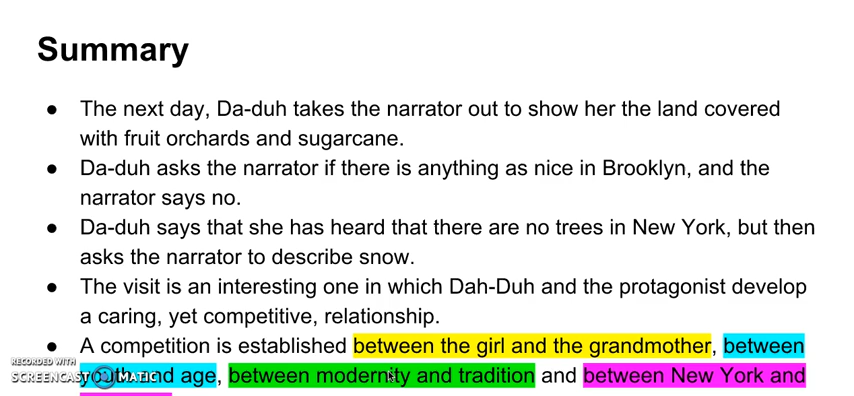 Summary
● The next day, Da-duh takes the narrator out to show her the land covered
with fruit orchards and sugarcane.
● Da-duh asks the narrator if there is anything as nice in Brooklyn, and the
narrator says no.
● Da-duh says that she has heard that there are no trees in New York, but then
asks the narrator to describe snow.
● The visit is an interesting one in which Dah-Duh and the protagonist develop
a caring, yet competitive, relationship.
● A competition is established between the girl and the grandmother, between
youth and age, between modernity and tradition and between New York and
RECORDED WITH
SCREENCAST MATIC